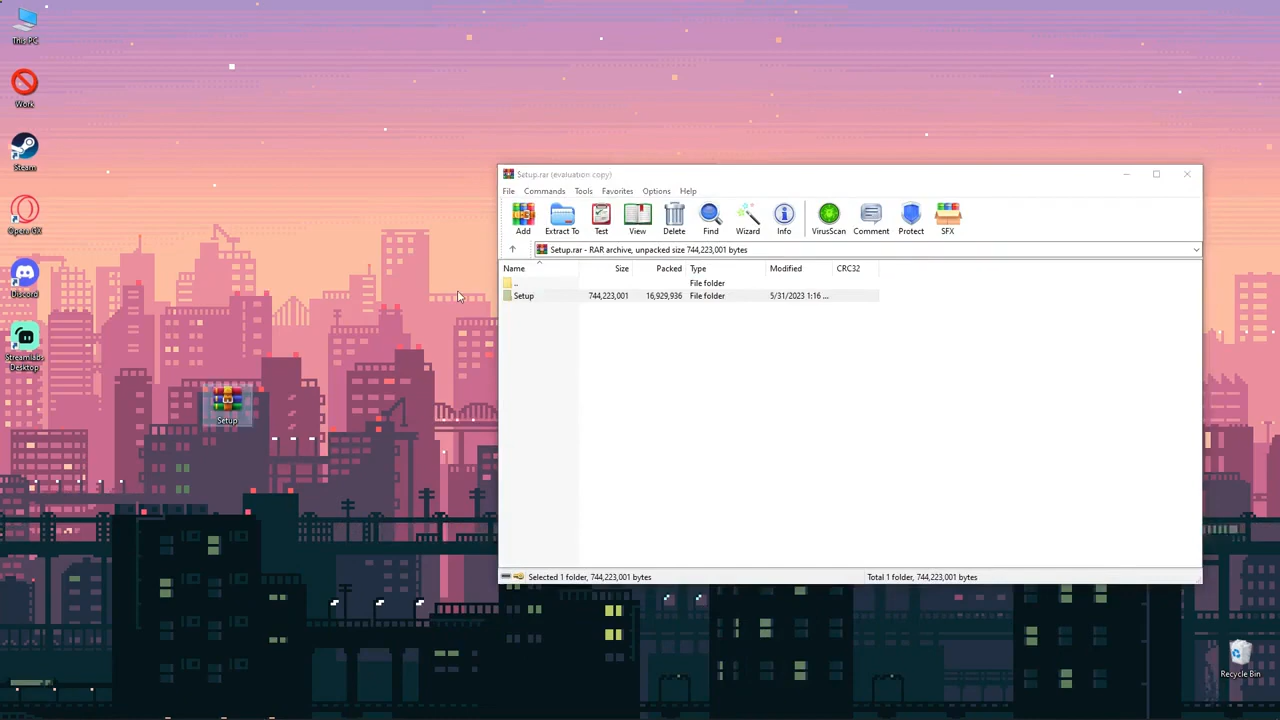 This PC
Work
Steam
Opera GX
Discord
Streamlabs
Desktop
Setup
Setup.rar (evaluation copy)
File Commands Tools Favorites Options Help
Add Extract To Test View Delete Find Wizard Info VirusScan Comment Protect SFX
Setup.rar - RAR archive, unpacked size 744,223,001 bytes
Name Size Packed Type Modified CRC32
.. File folder
Setup 744,223,001 16,929,936 File folder 5/31/2023 1:16 ...
Selected 1 folder, 744,223,001 bytes Total 1 folder, 744,223,001 bytes
Recycle Bin